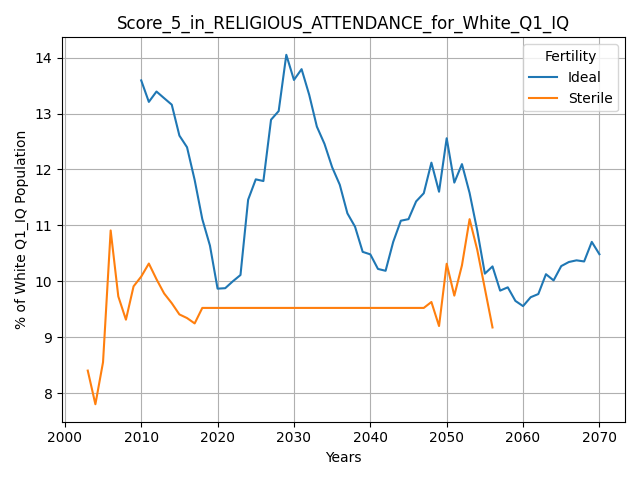 Score_5_in_RELIGIOUS_ATTENDANCE_for_White_Q1_IQ
% of White Q1_IQ Population
14
13
12
11
10
9
8
Fertility
Ideal
Sterile
2000 2010 2020 2030 2040 2050 2060 2070
Years